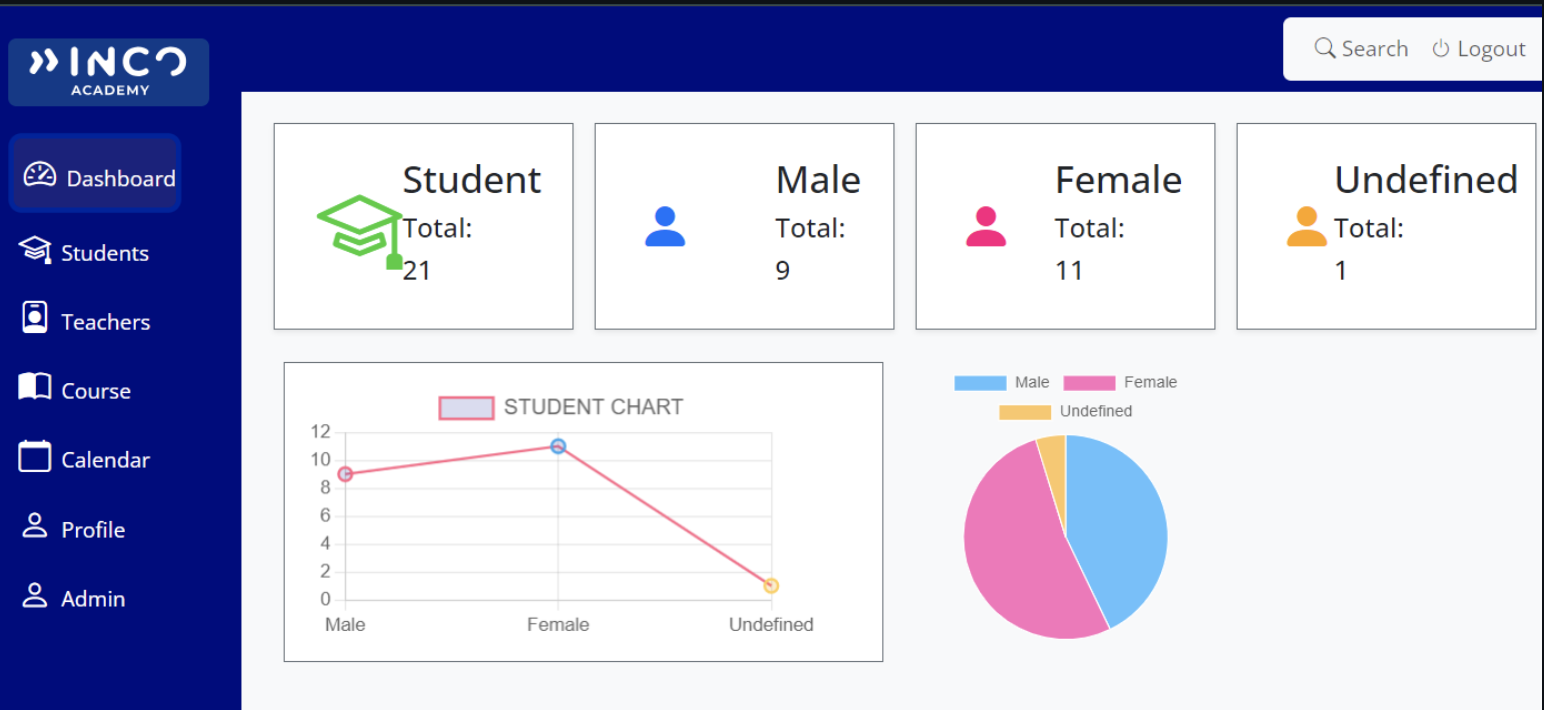 INCO
ACADEMY
Search Logout
Dashboard
Students
Teachers
Course
Calendar
Profile
Admin
Student
Total:
21
Male
Total:
9
Female
Total:
11
Undefined
Total:
1
STUDENT CHART
12
10
8
6
4
2
0
Male Female Undefined
Male Female
Undefined